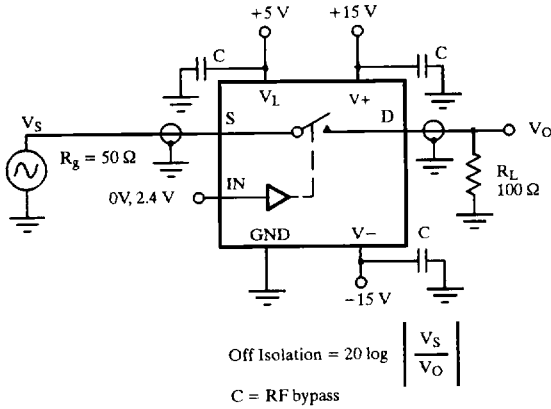 +5 V
+15 V
C
C
V_L
V+
V_S
S
D
V_O
R_g = 50 Ω
R_L
100 Ω
0V, 2.4 V
IN
GND
V−
C
−15 V
Off Isolation = 20 log | V_S / V_O |
C = RF bypass